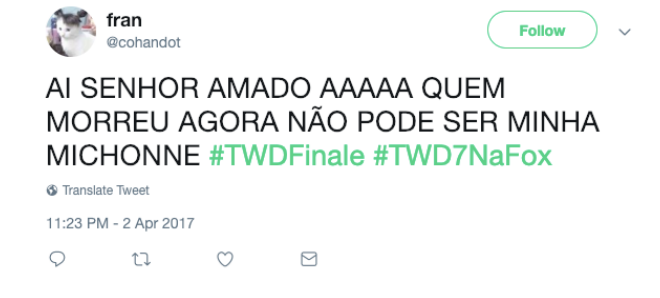 fran
@cohandot
Follow
AI SENHOR AMADO AAAAA QUEM
MORREU AGORA NÃO PODE SER MINHA
MICHONNE #TWDFinale #TWD7NaFox
Translate Tweet
11:23 PM - 2 Apr 2017